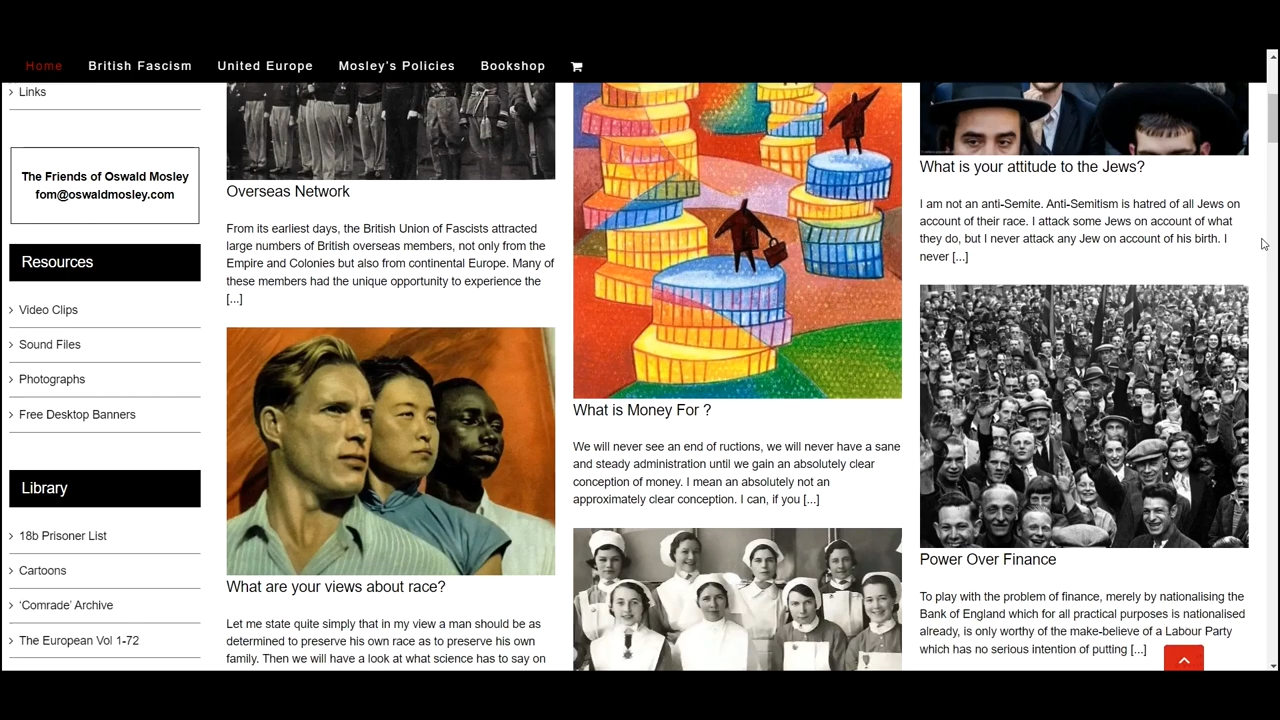 Home
British Fascism
United Europe
Mosley's Policies
Bookshop
Links
The Friends of Oswald Mosley
fom@oswaldmosley.com
Resources
Video Clips
Sound Files
Photographs
Free Desktop Banners
Library
18b Prisoner List
Cartoons
‘Comrade’ Archive
The European Vol 1-72
Overseas Network
From its earliest days, the British Union of Fascists attracted
large numbers of British overseas members, not only from the
Empire and Colonies but also from continental Europe. Many of
these members had the unique opportunity to experience the
[...]
What are your views about race?
Let me state quite simply that in my view a man should be as
determined to preserve his own race as to preserve his own
family. Then we will have a look at what science has to say on
What is Money For ?
We will never see an end of ructions, we will never have a sane
and steady administration until we gain an absolutely clear
conception of money. I mean an absolutely not an
approximately clear conception. I can, if you [...]
What is your attitude to the Jews?
I am not an anti-Semite. Anti-Semitism is hatred of all Jews on
account of their race. I attack some Jews on account of what
they do, but I never attack any Jew on account of his birth. I
never [...]
Power Over Finance
To play with the problem of finance, merely by nationalising the
Bank of England which for all practical purposes is nationalised
already, is only worthy of the make-believe of a Labour Party
which has no serious intention of putting [...]